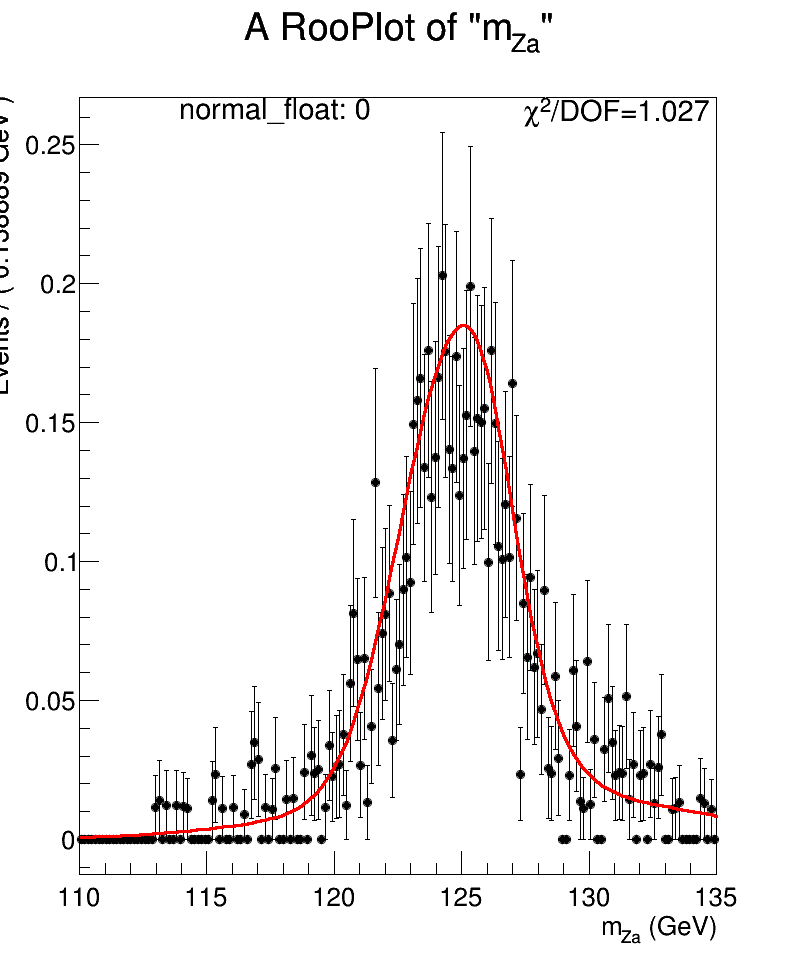 A RooPlot of "m_Za"
normal_float: 0
χ²/DOF=1.027
Events / (
0.25
0.2
0.15
0.1
0.05
0
110 115 120 125 130 135
m_Za (GeV)